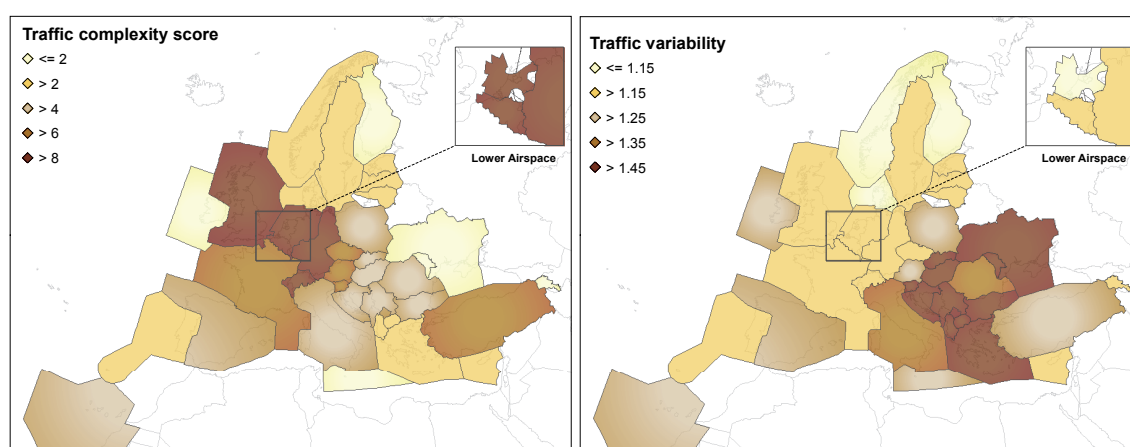 Traffic complexity score
<= 2
> 2
> 4
> 6
> 8
Lower Airspace
Traffic variability
<= 1.15
> 1.15
> 1.25
> 1.35
> 1.45
Lower Airspace